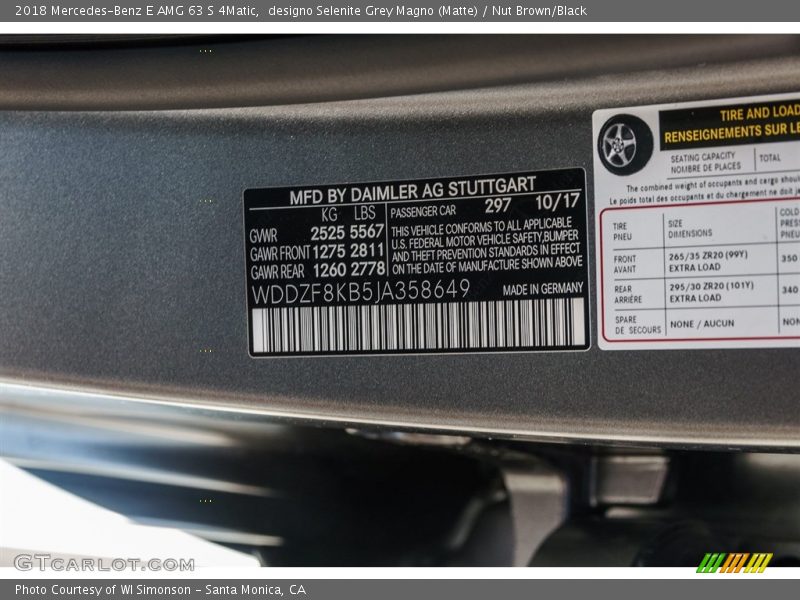 2018 Mercedes-Benz E AMG 63 S 4Matic,  designo Selenite Grey Magno (Matte) / Nut Brown/Black
MFD BY DAIMLER AG STUTTGART
KG LBS
GVWR 2525 5567
GAWR FRONT 1275 2811
GAWR REAR 1260 2778
PASSENGER CAR 297 10/17
THIS VEHICLE CONFORMS TO ALL APPLICABLE
U.S. FEDERAL MOTOR VEHICLE SAFETY, BUMPER
AND THEFT PREVENTION STANDARDS IN EFFECT
ON THE DATE OF MANUFACTURE SHOWN ABOVE
WDDZF8KB5JA358649 MADE IN GERMANY
TIRE AND LOAD
RENSEIGNEMENTS SUR LE
SEATING CAPACITY
NOMBRE DE PLACES
TOTAL
The combined weight of occupants and cargo shoul
Le poids total des occupants et du chargement ne doit
TIRE
PNEU
SIZE
DIMENSIONS
COLD
PRES
PNEU
FRONT
AVANT
265/35 ZR20 (99Y)
EXTRA LOAD
350
REAR
ARRIÈRE
295/30 ZR20 (101Y)
EXTRA LOAD
340
SPARE
DE SECOURS
NONE / AUCUN
NON
GTCARLOT.COM
Photo Courtesy of WI Simonson - Santa Monica, CA